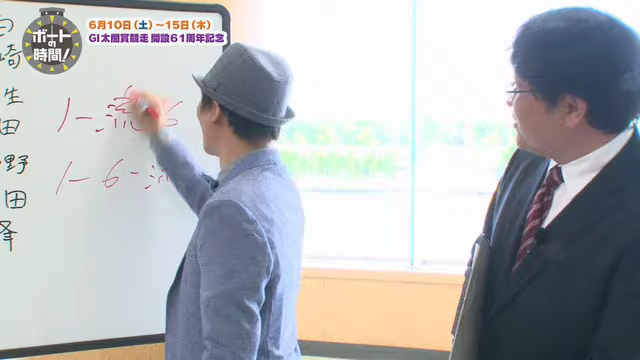 ボートの時間!
6月10日(土)~15日(木)
GI太閤賞競走 開設61周年記念
崎
生
田
野
田
峰
1-流-6
1-6-流